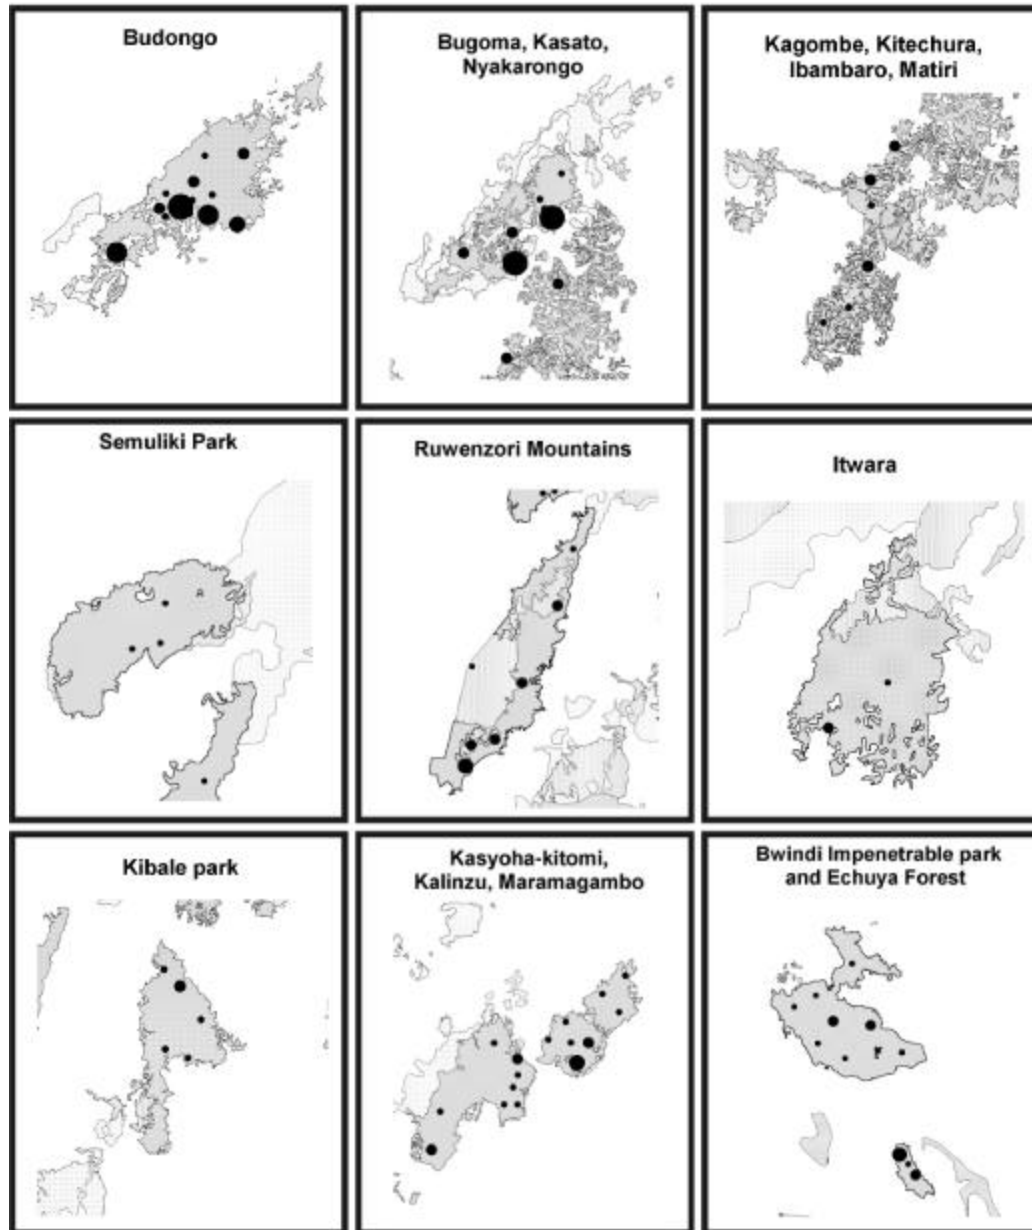 Budongo
Bugoma, Kasato,
Nyakarongo
Kagombe, Kitechura,
Ibambaro, Matiri
Semuliki Park
Ruwenzori Mountains
Itwara
Kibale park
Kasyoha-kitomi,
Kalinzu, Maramagambo
Bwindi Impenetrable park
and Echuya Forest